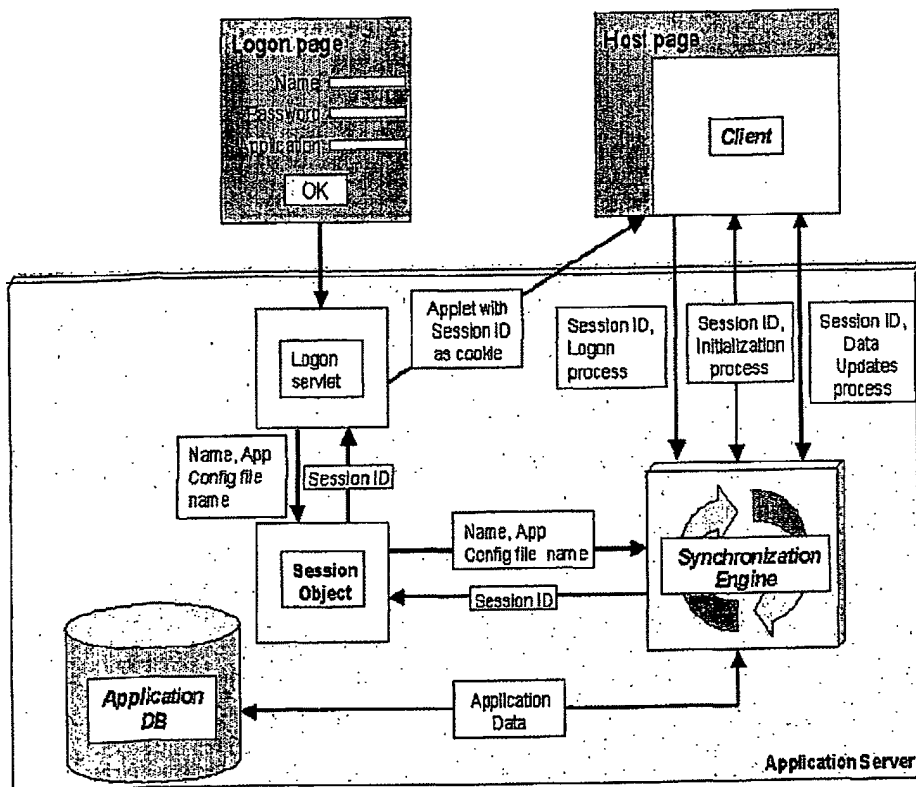 Logon page
Name
Password
Application
OK
Host page
Client
Applet with
Session ID
as cookie
Session ID,
Logon
process
Session ID,
Initialization
process
Session ID,
Data
Updates
process
Logon
servlet
Name, App
Config file
name
Session ID
Session
Object
Name, App
Config file name
Session ID
Synchronization
Engine
Application
DB
Application
Data
Application Server